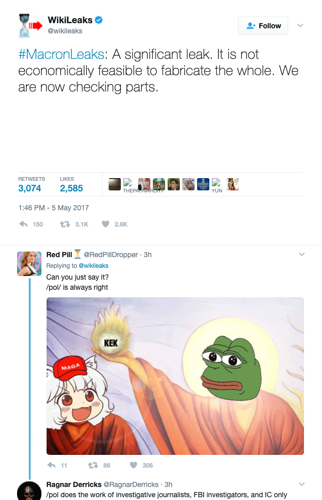 WikiLeaks
@wikileaks
Follow
#MacronLeaks: A significant leak. It is not
economically feasible to fabricate the whole. We
are now checking parts.
RETWEETS LIKES
3,074 2,585
YUN
1:46 PM - 5 May 2017
150 3.1K 2.6K
Red Pill @RedPillDropper · 3h
Replying to @wikileaks
Can you just say it?
/pol/ is always right
KEK
MAGA
11 86 306
Ragnar Derricks @RagnarDerricks · 3h
/pol does the work of investigative journalists, FBI investigators, and IC only